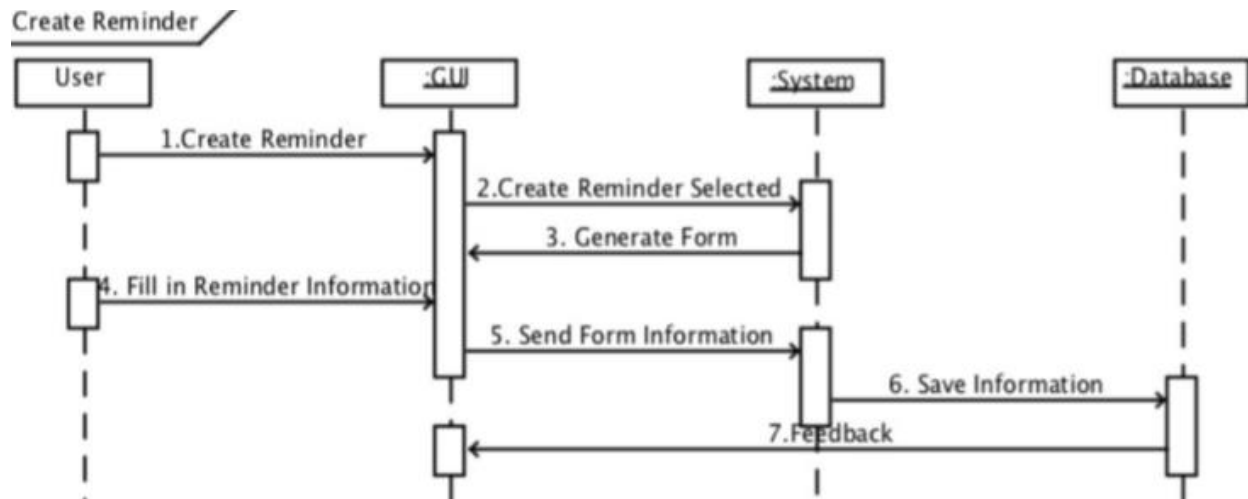 Create Reminder
User
:GUI
:System
:Database
1.Create Reminder
2.Create Reminder Selected
3. Generate Form
4. Fill in Reminder Information
5. Send Form Information
6. Save Information
7.Feedback